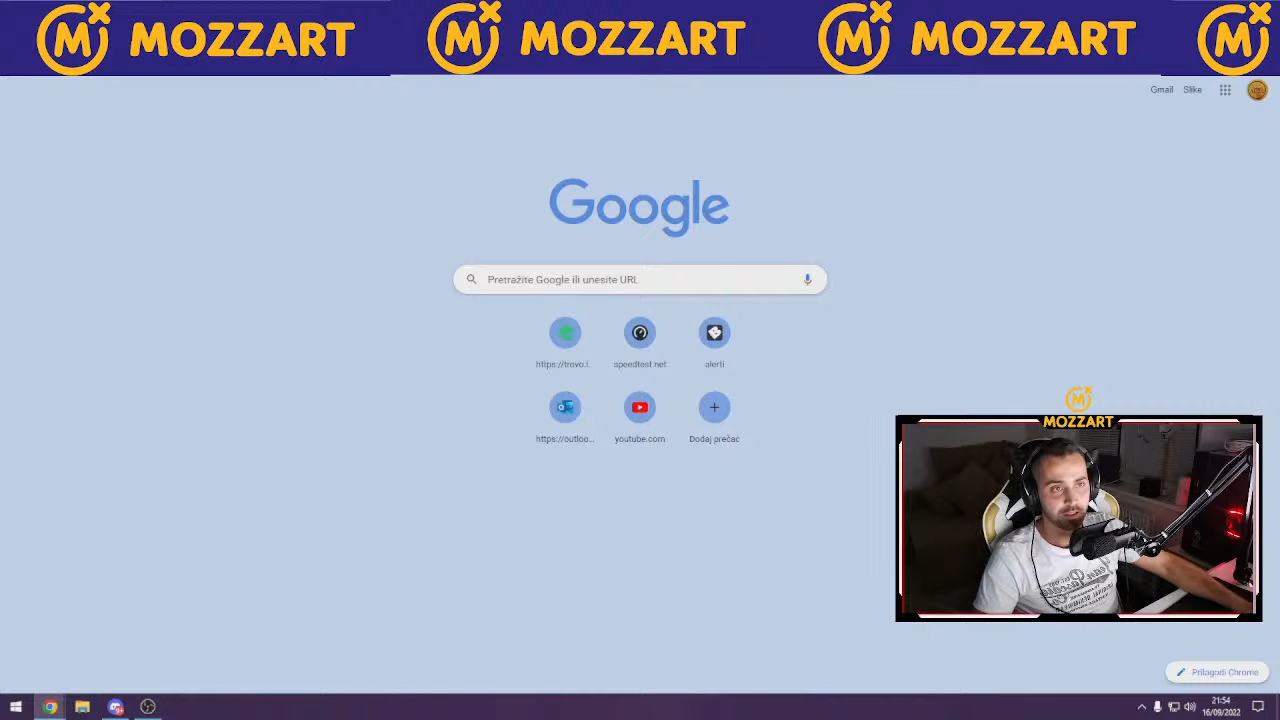 MOZZART MOZZART MOZZART
Gmail Slike
Google
Pretražite Google ili unesite URL
https://trovo.l... speedtest.net alerti
https://outloo... youtube.com Dodaj prečac
MOZZART
Prilagodi Chrome
21:54
16/09/2022